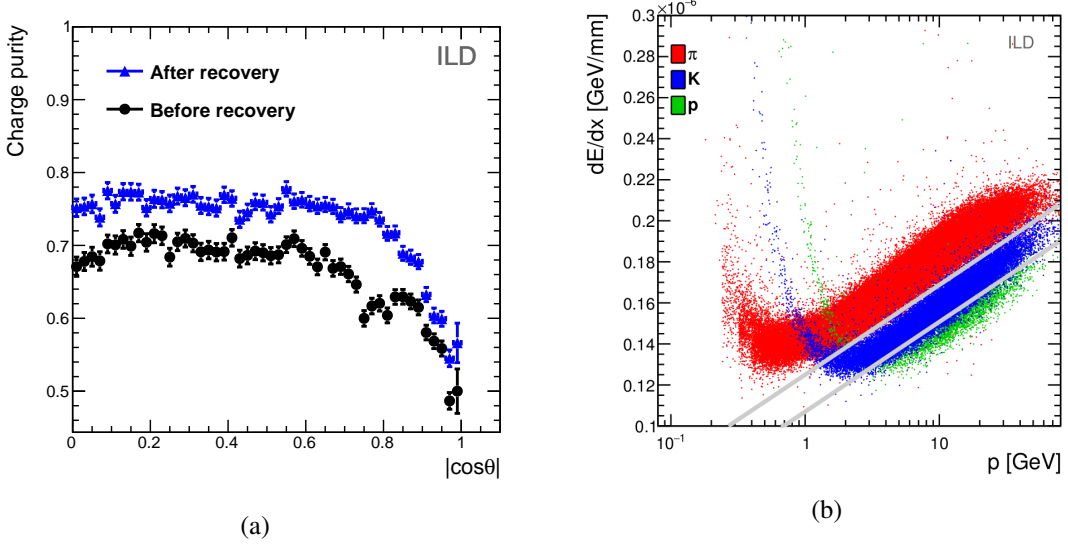 Charge purity
1
0.9
0.8
0.7
0.6
0.5
ILD
After recovery
Before recovery
0
0.2
0.4
0.6
0.8
1
|cosθ|
(a)
×10⁻⁶
dE/dx [GeV/mm]
0.3
0.28
0.26
0.24
0.22
0.2
0.18
0.16
0.14
0.12
0.1
ILD
π
K
p
10⁻¹
1
10
p [GeV]
(b)